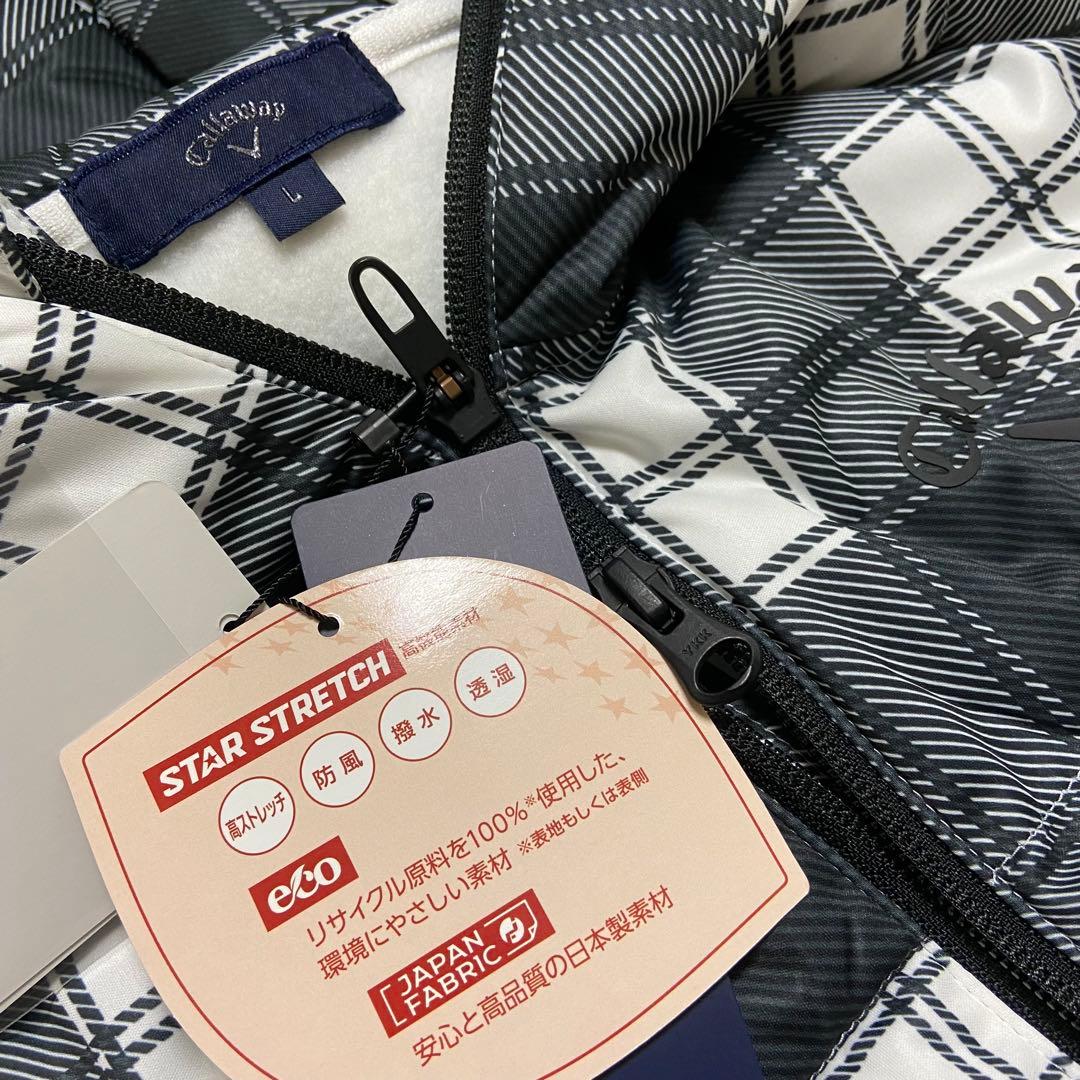 Callaway
L
Callaw
YKK
STAR STRETCH
高機能素材
高ストレッチ
防風
撥水
透湿
eco
リサイクル原料を100%※使用した、
環境にやさしい素材 ※表地もしくは表側
JAPAN
FABRIC
安心と高品質の日本製素材